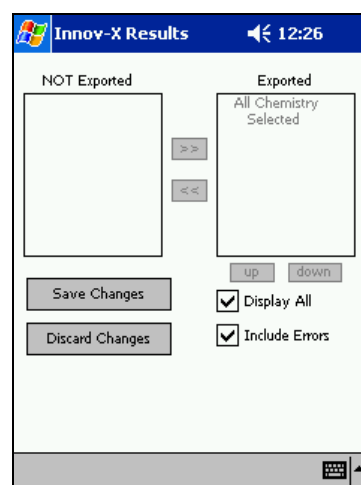 Innov-X Results 12:26
NOT Exported
Exported
All Chemistry
Selected
>>
<<
up down
Save Changes
Display All
Discard Changes
Include Errors